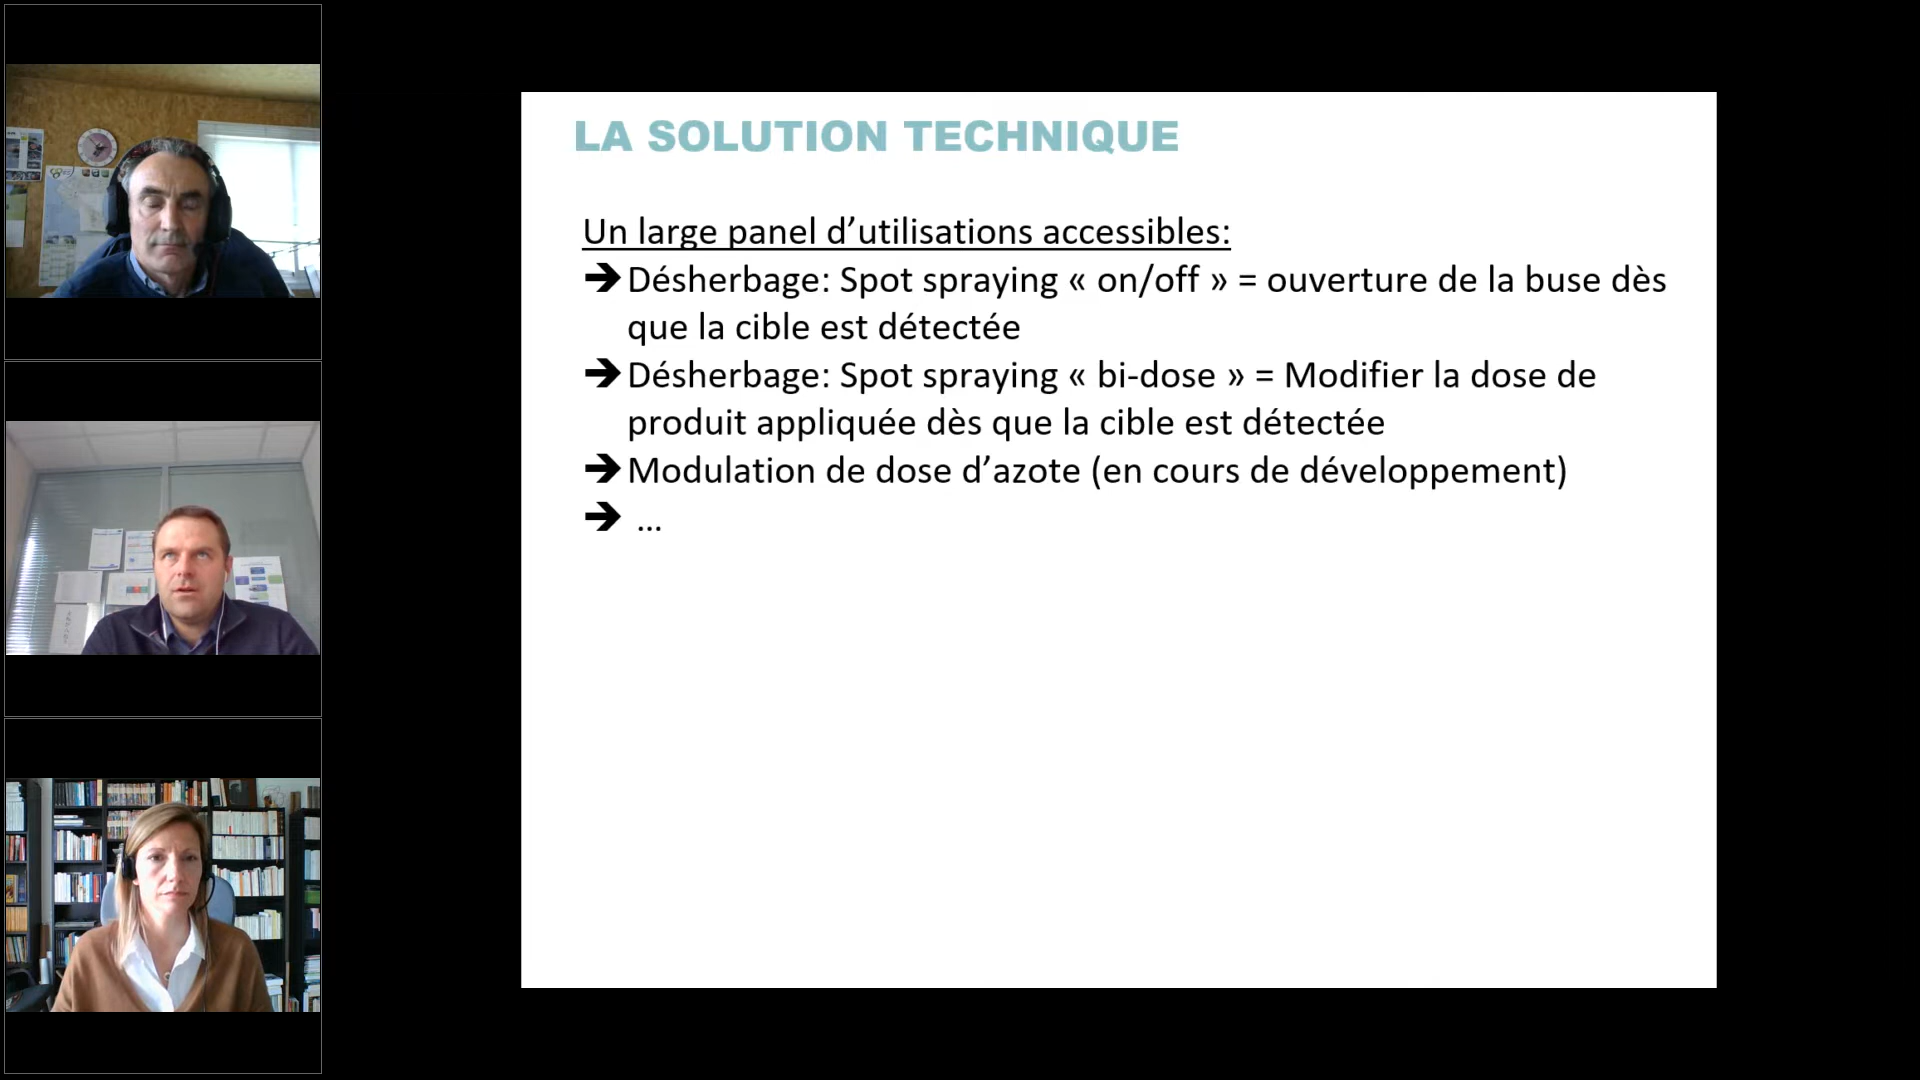 LA SOLUTION TECHNIQUE
Un large panel d’utilisations accessibles:
➔ Désherbage: Spot spraying « on/off » = ouverture de la buse dès
que la cible est détectée
➔ Désherbage: Spot spraying « bi-dose » = Modifier la dose de
produit appliquée dès que la cible est détectée
➔ Modulation de dose d’azote (en cours de développement)
➔ ...